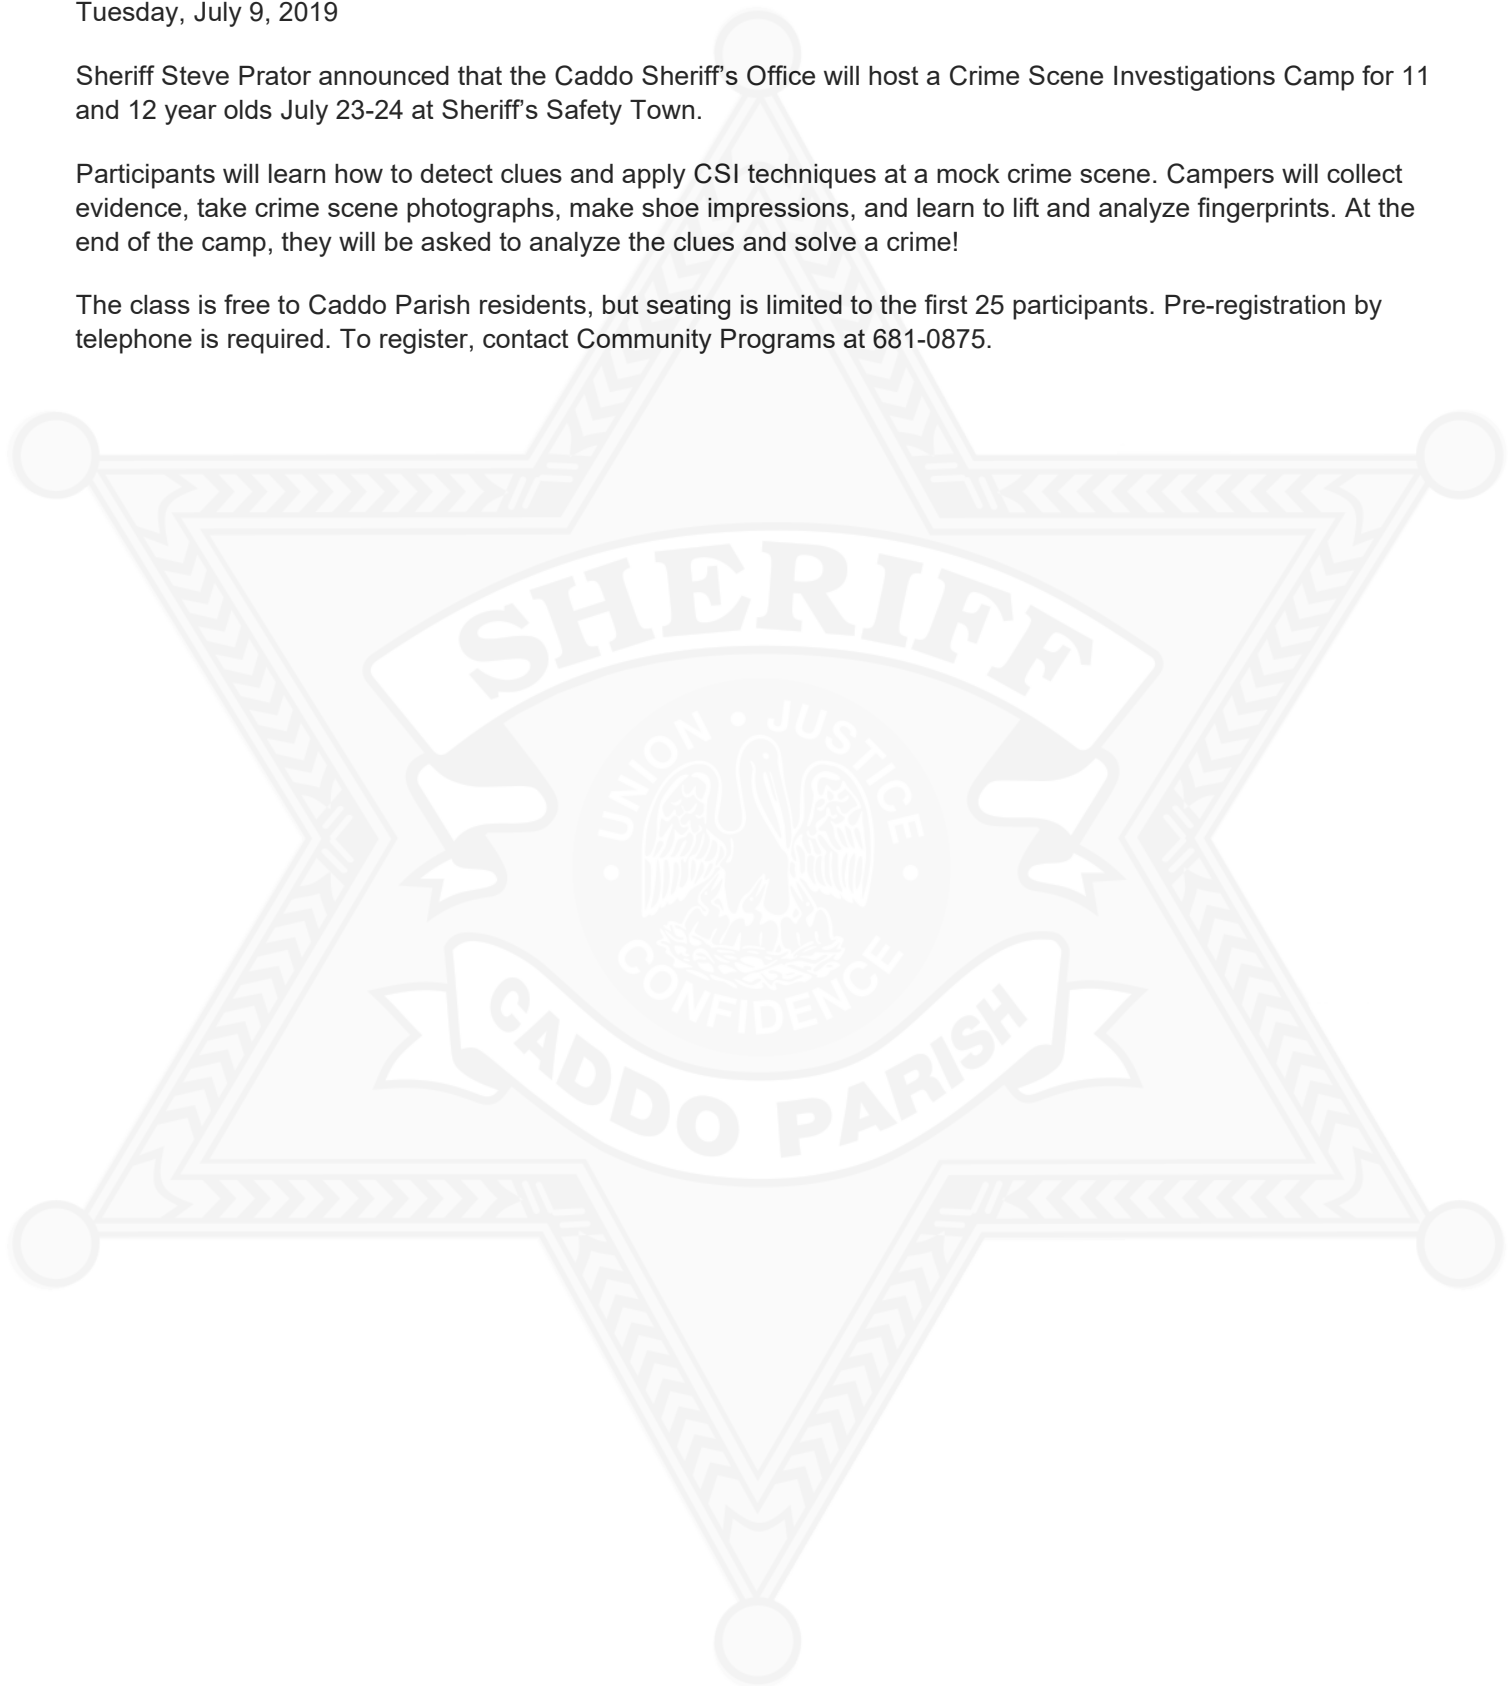 Tuesday, July 9, 2019
Sheriff Steve Prator announced that the Caddo Sheriff’s Office will host a Crime Scene Investigations Camp for 11
and 12 year olds July 23-24 at Sheriff’s Safety Town.
Participants will learn how to detect clues and apply CSI techniques at a mock crime scene. Campers will collect
evidence, take crime scene photographs, make shoe impressions, and learn to lift and analyze fingerprints. At the
end of the camp, they will be asked to analyze the clues and solve a crime!
The class is free to Caddo Parish residents, but seating is limited to the first 25 participants. Pre-registration by
telephone is required. To register, contact Community Programs at 681-0875.
SHERIFF
UNION • JUSTICE
• CONFIDENCE •
CADDO PARISH